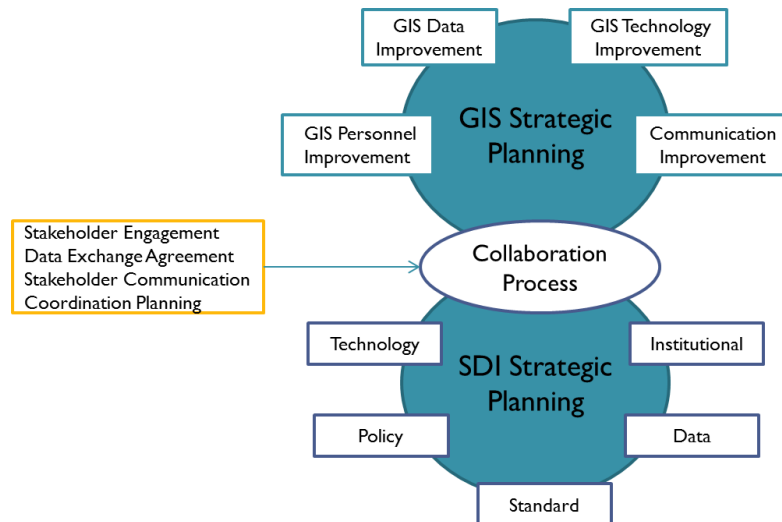 GIS Data
Improvement
GIS Technology
Improvement
GIS Personnel
Improvement
GIS Strategic
Planning
Communication
Improvement
Stakeholder Engagement
Data Exchange Agreement
Stakeholder Communication
Coordination Planning
Collaboration
Process
Technology
Institutional
SDI Strategic
Planning
Policy
Data
Standard